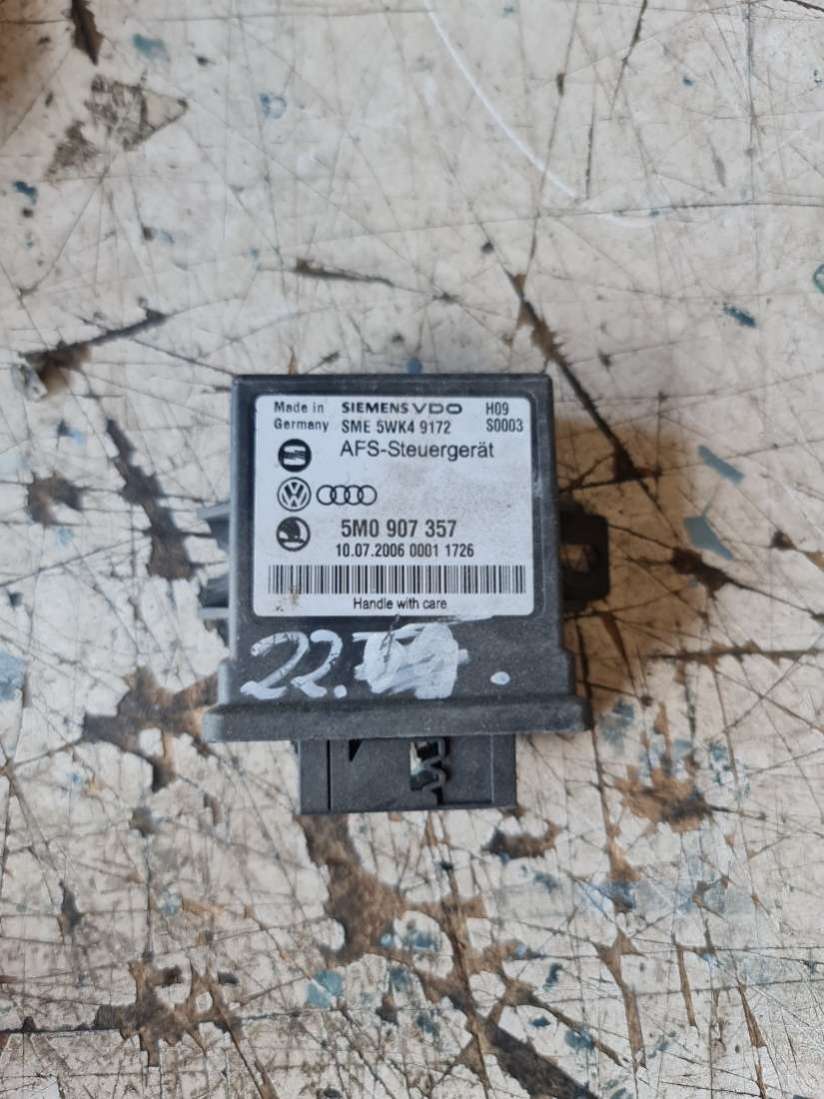 Made in SIEMENS VDO H09
Germany SME 5WK4 9172 S0003
AFS-Steuergerät
5M0 907 357
10.07.2006 0001 1726
Handle with care
22.